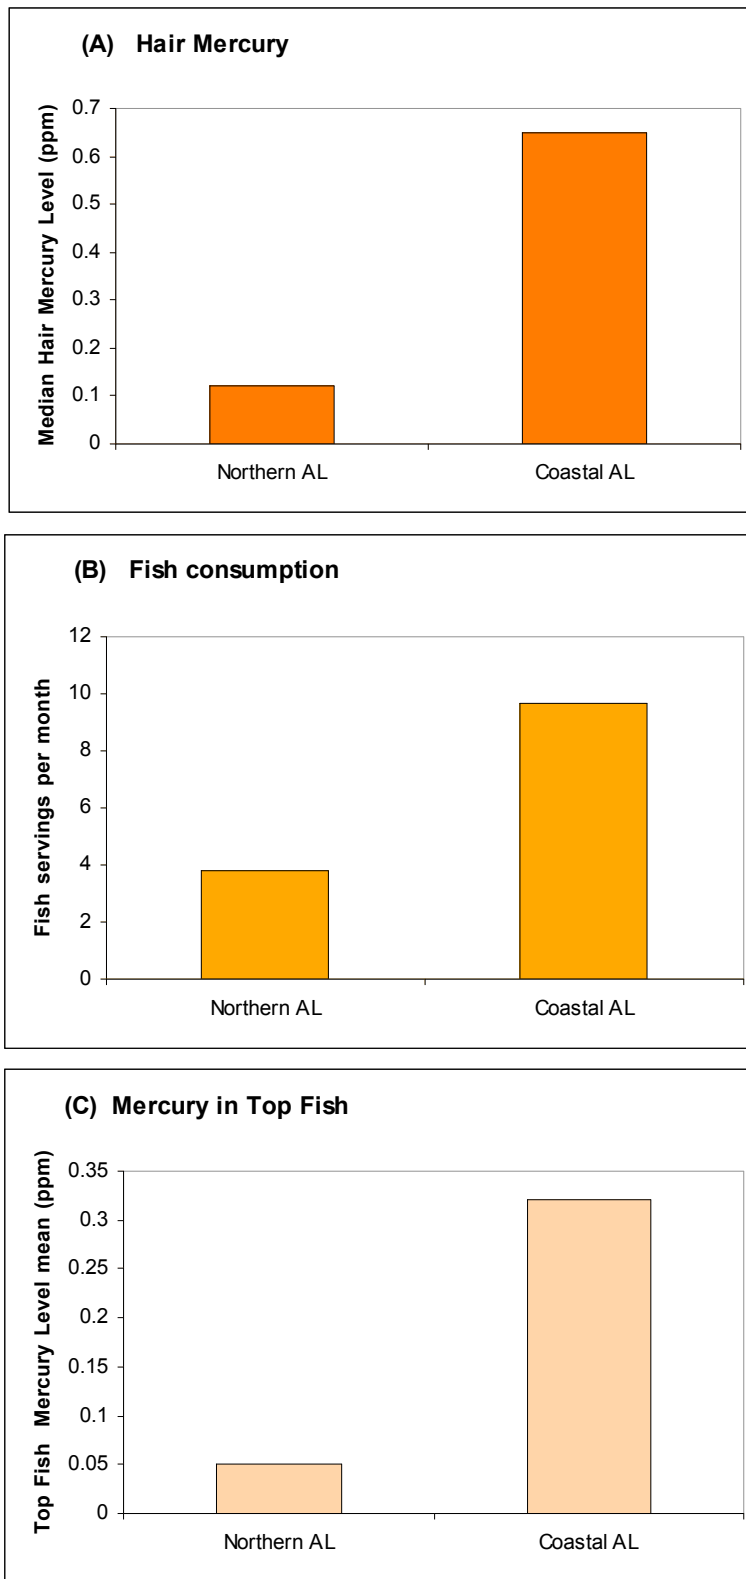 (A) Hair Mercury
Median Hair Mercury Level (ppm)
0.7
0.6
0.5
0.4
0.3
0.2
0.1
0
Northern AL
Coastal AL
(B) Fish consumption
Fish servings per month
12
10
8
6
4
2
0
Northern AL
Coastal AL
(C) Mercury in Top Fish
Top Fish Mercury Level mean (ppm)
0.35
0.3
0.25
0.2
0.15
0.1
0.05
0
Northern AL
Coastal AL